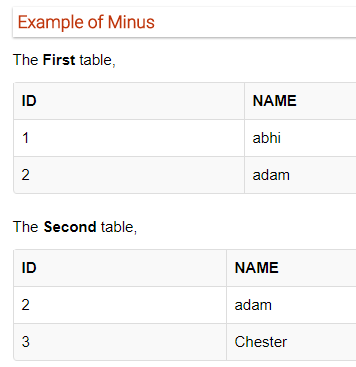 Example of Minus
The First table,
ID NAME
1 abhi
2 adam
The Second table,
ID NAME
2 adam
3 Chester